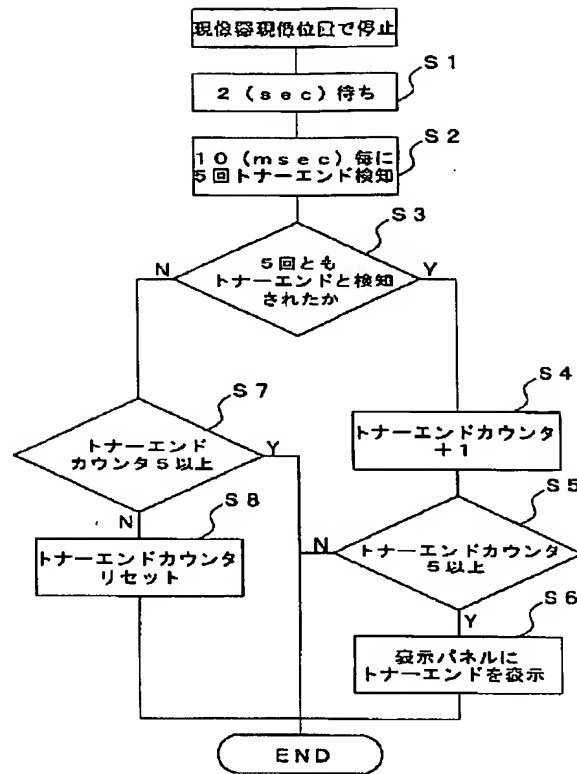 現像器現像位置で停止
S1
2(sec)待ち
S2
10(msec)毎に
5回トナーエンド検知
S3
5回とも
トナーエンドと検知
されたか
N
Y
S7
トナーエンド
カウンタ5以上
Y
N
S8
トナーエンドカウンタ
リセット
S4
トナーエンドカウンタ
+1
S5
トナーエンドカウンタ
5以上
N
Y
S6
表示パネルに
トナーエンドを表示
END